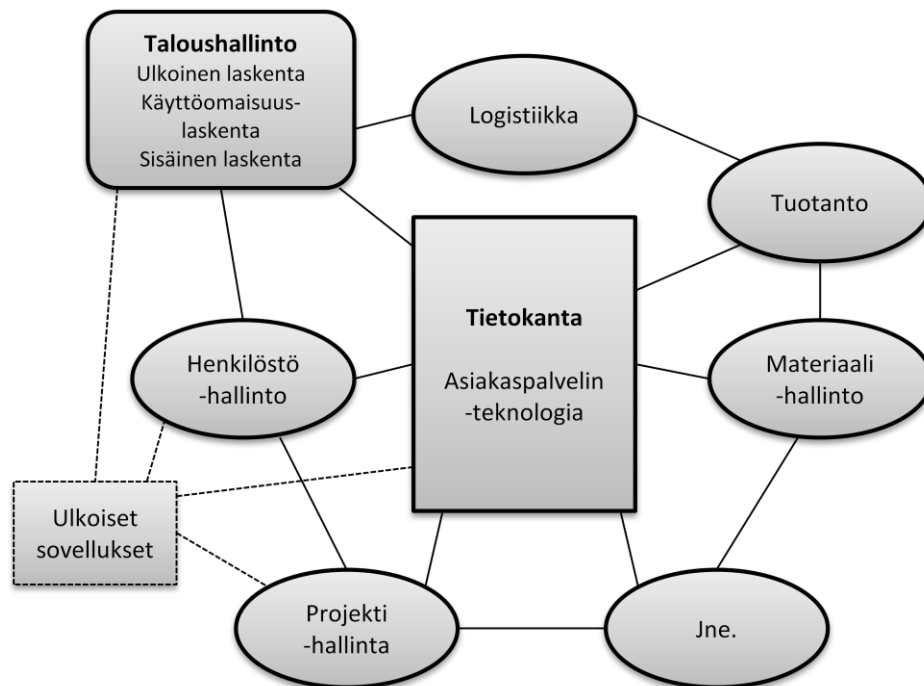 Taloushallinto
Ulkoinen laskenta
Käyttöomaisuus-
laskenta
Sisäinen laskenta
Logistiikka
Tuotanto
Tietokanta
Asiakaspalvelin
-teknologia
Henkilöstö
-hallinto
Materiaali
-hallinto
Ulkoiset
sovellukset
Projekti
-hallinta
Jne.